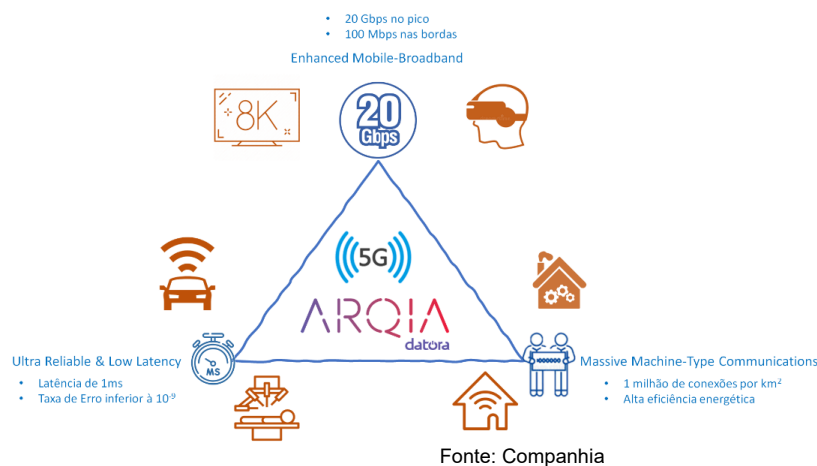 • 20 Gbps no pico
• 100 Mbps nas bordas
Enhanced Mobile-Broadband
8K
20
Gbps
5G
ARQIA
datora
Ultra Reliable & Low Latency
• Latência de 1ms
• Taxa de Erro inferior à 10⁻⁹
MS
Massive Machine-Type Communications
• 1 milhão de conexões por km²
• Alta eficiência energética
Fonte: Companhia